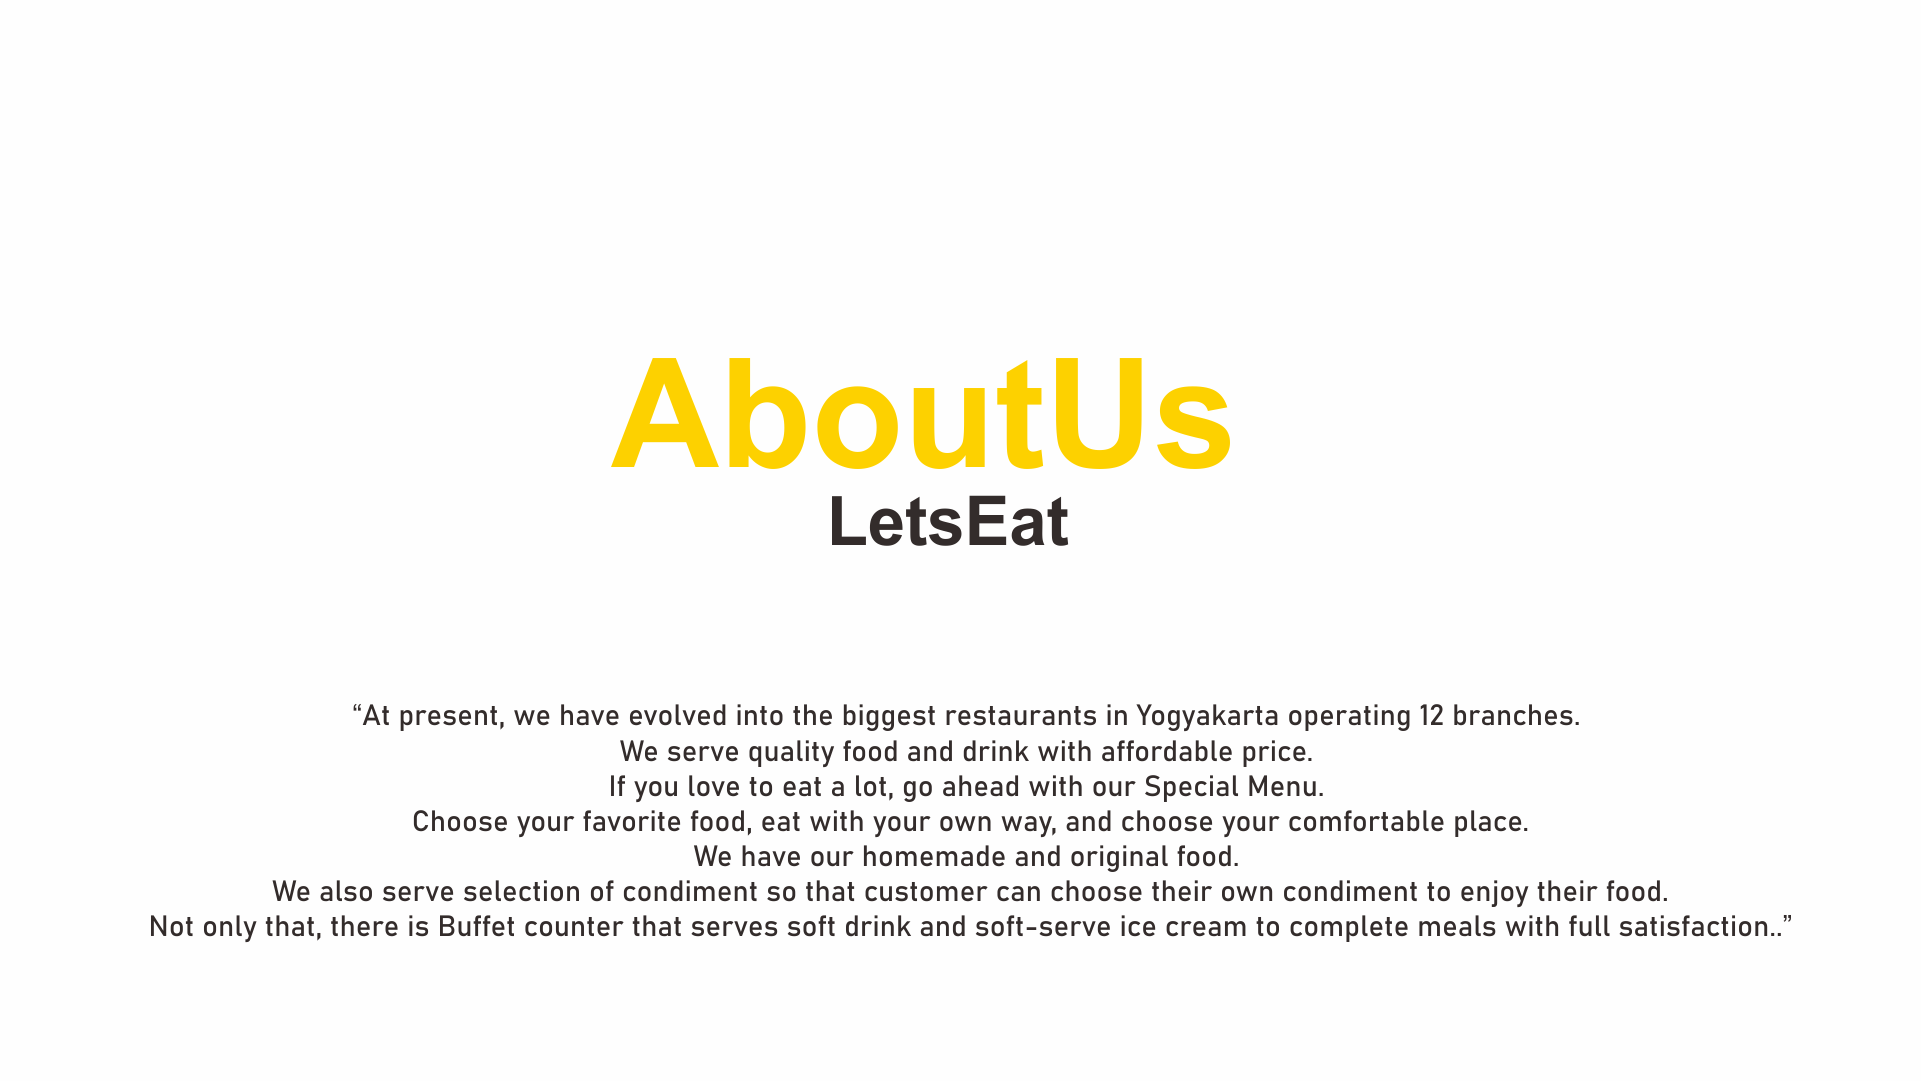 AboutUs
LetsEat
“At present, we have evolved into the biggest restaurants in Yogyakarta operating 12 branches.
We serve quality food and drink with affordable price.
If you love to eat a lot, go ahead with our Special Menu.
Choose your favorite food, eat with your own way, and choose your comfortable place.
We have our homemade and original food.
We also serve selection of condiment so that customer can choose their own condiment to enjoy their food.
Not only that, there is Buffet counter that serves soft drink and soft-serve ice cream to complete meals with full satisfaction..”